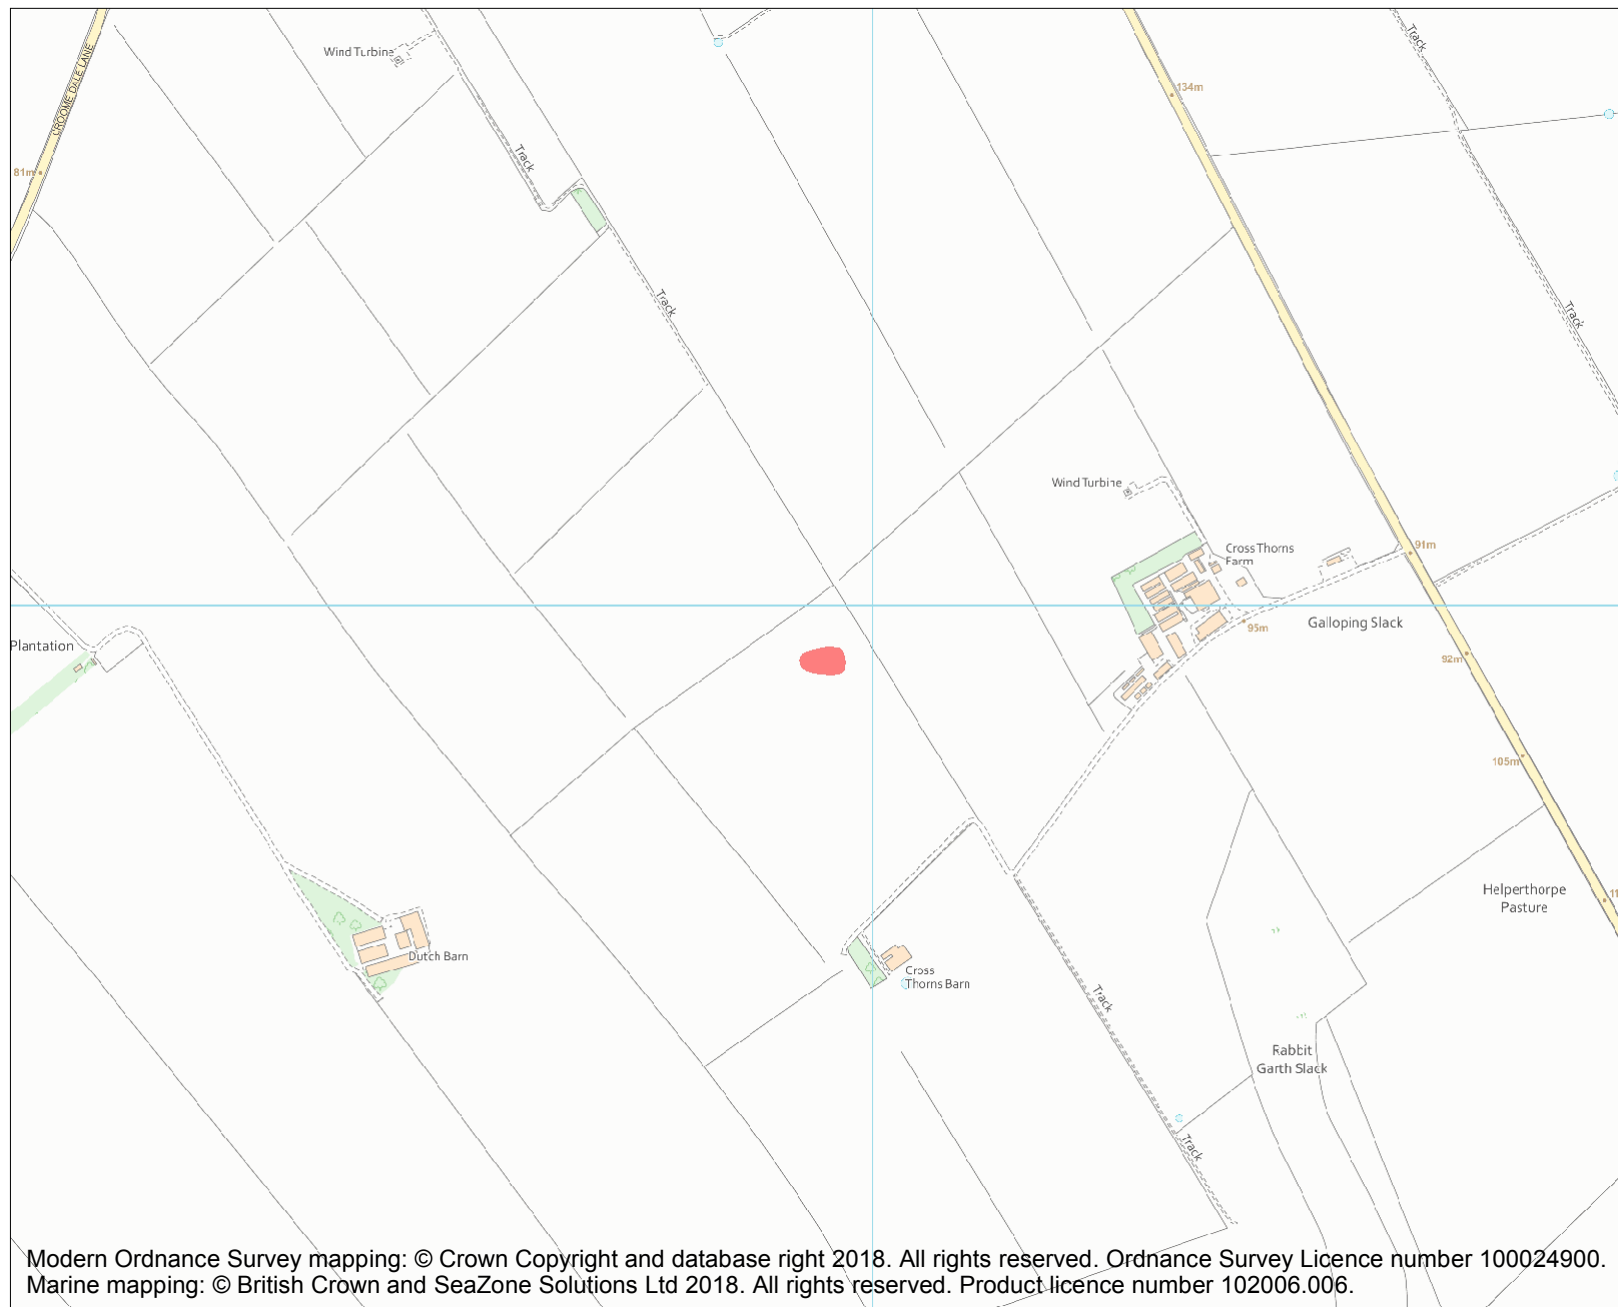 CROOME DALE LANE
Wind Turbine
Track
134m
Track
81m
Track
Track
Wind Turbine
Cross Thorns
Farm
91m
Plantation
95m
Galloping Slack
92m
105m
Helperthorpe
Pasture
11
Dutch Barn
Cross
Thorns Barn
Track
Rabbit
Garth Slack
Track
Modern Ordnance Survey mapping: © Crown Copyright and database right 2018. All rights reserved. Ordnance Survey Licence number 100024900.
Marine mapping: © British Crown and SeaZone Solutions Ltd 2018. All rights reserved. Product licence number 102006.006.